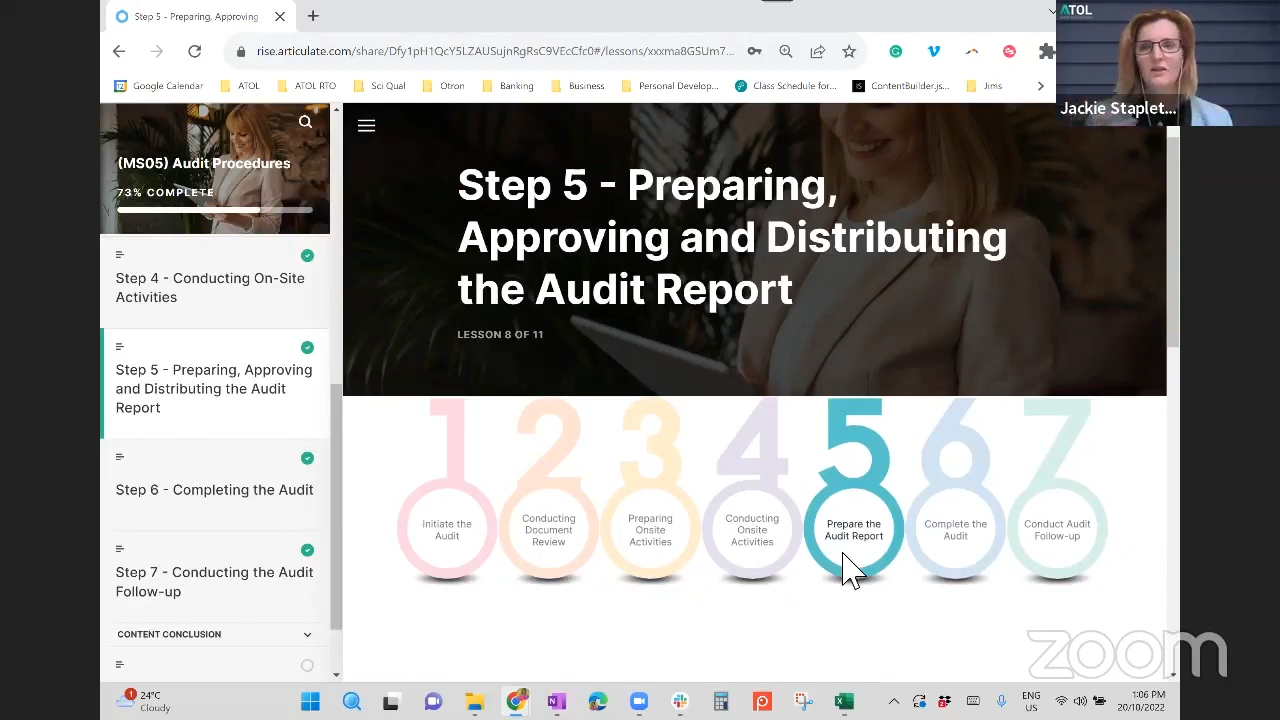 Step 5 - Preparing, Approving
rise.articulate.com/share/Dfy1pH1QcY5LZAUSujnRgRsC9VEcCfc0#/lessons/xxxma8GSUm7...
Google Calendar
ATOL
ATOL RTO
Sci Qual
Otron
Banking
Business
Personal Develop...
Class Schedule for...
ContentBuilder.js...
Jims
ATOL
Jackie Staplet...
(MS05) Audit Procedures
73% COMPLETE
Step 4 - Conducting On-Site
Activities
Step 5 - Preparing, Approving
and Distributing the Audit
Report
Step 6 - Completing the Audit
Step 7 - Conducting the Audit
Follow-up
CONTENT CONCLUSION
Step 5 - Preparing,
Approving and Distributing
the Audit Report
LESSON 8 OF 11
1
Initiate the
Audit
2
Conducting
Document
Review
3
Preparing
Onsite
Activities
4
Conducting
Onsite
Activities
5
Prepare the
Audit Report
6
Complete the
Audit
7
Conduct Audit
Follow-up
zoom
1
24°C
Cloudy
ENG
US
1:06 PM
20/10/2022